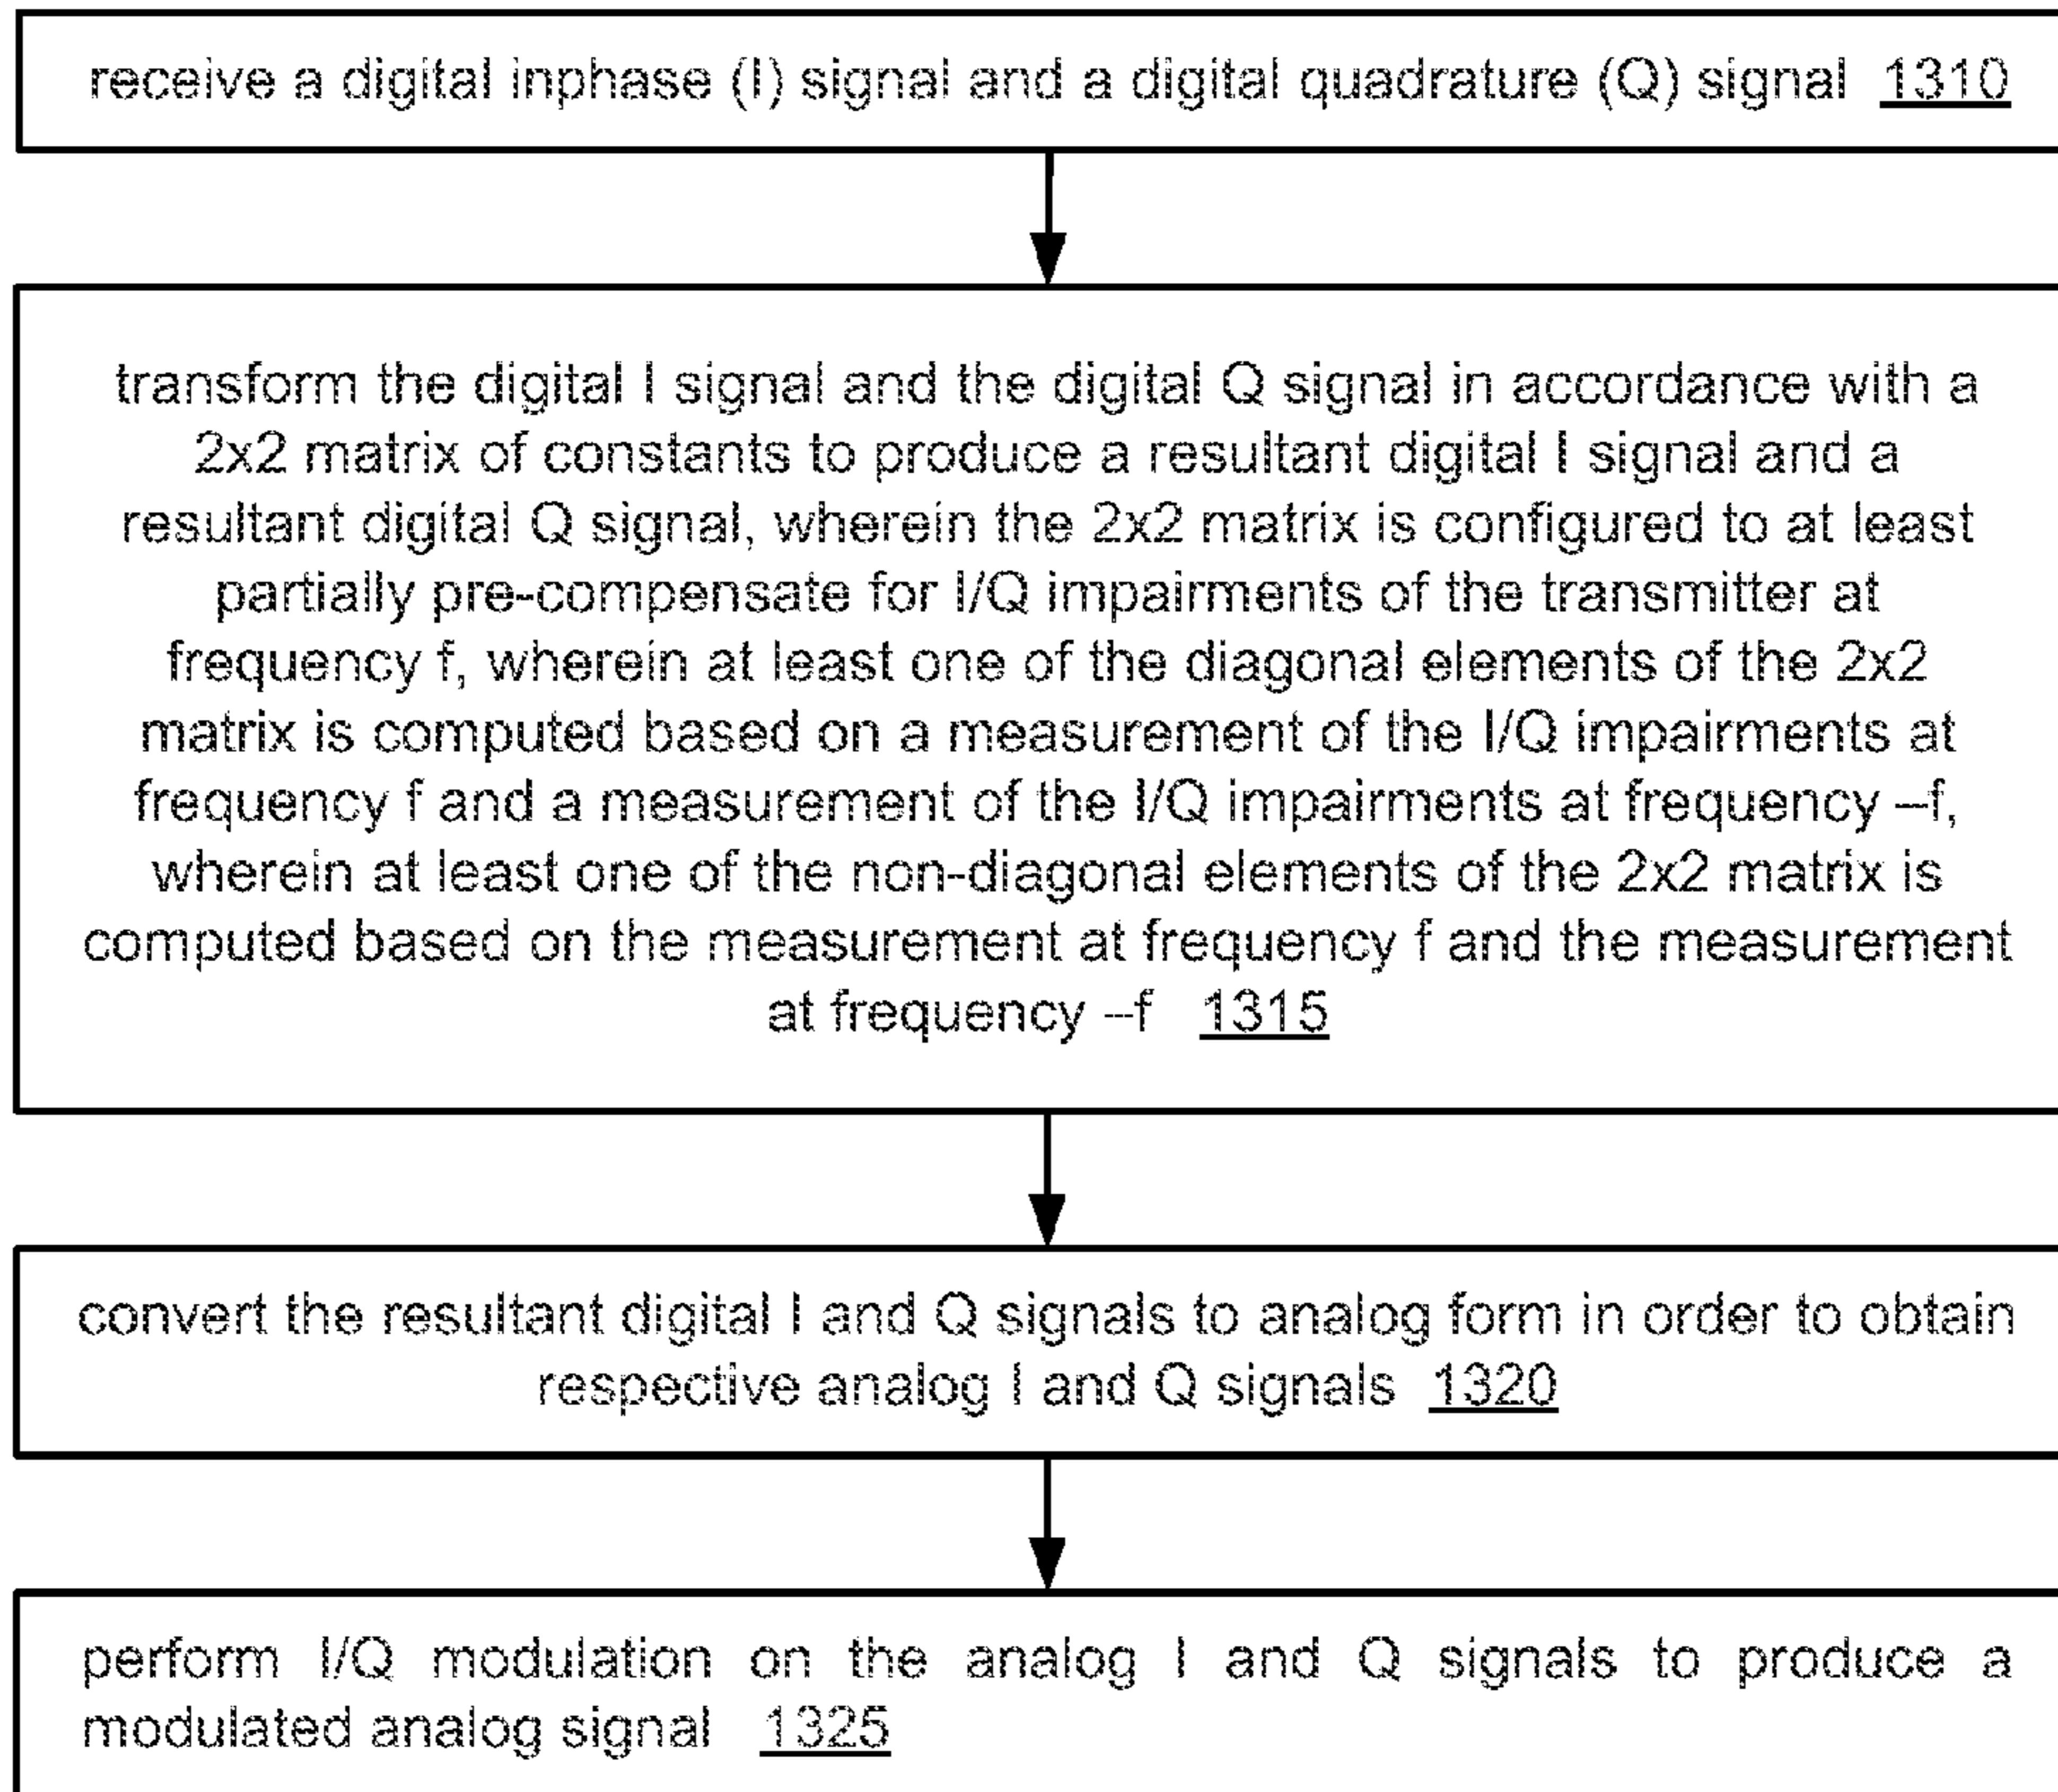 receive a digital inphase (I) signal and a digital quadrature (Q) signal 1310
transform the digital I signal and the digital Q signal in accordance with a
2x2 matrix of constants to produce a resultant digital I signal and a
resultant digital Q signal, wherein the 2x2 matrix is configured to at least
partially pre-compensate for I/Q impairments of the transmitter at
frequency f, wherein at least one of the diagonal elements of the 2x2
matrix is computed based on a measurement of the I/Q impairments at
frequency f and a measurement of the I/Q impairments at frequency –f,
wherein at least one of the non-diagonal elements of the 2x2 matrix is
computed based on the measurement at frequency f and the measurement
at frequency –f 1315
convert the resultant digital I and Q signals to analog form in order to obtain
respective analog I and Q signals 1320
perform I/Q modulation on the analog I and Q signals to produce a
modulated analog signal 1325